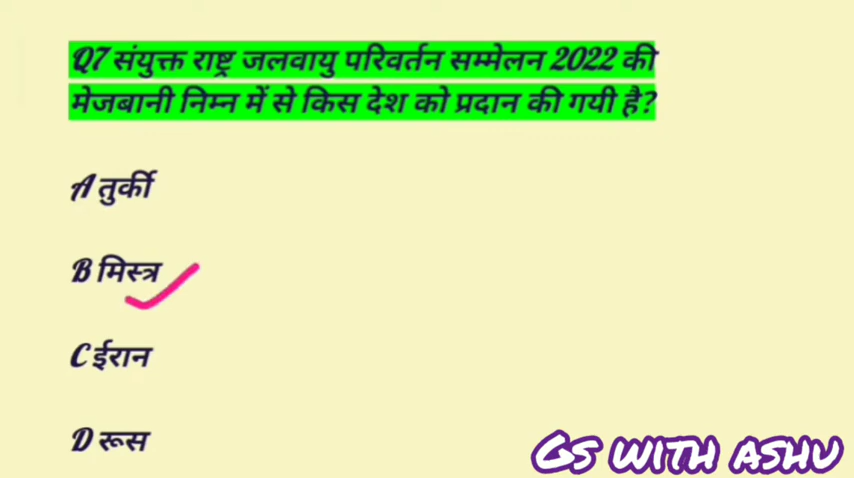 Q7 संयुक्त राष्ट्र जलवायु परिवर्तन सम्मेलन 2022 की
मेजबानी निम्न में से किस देश को प्रदान की गयी है?
A तुर्की
B मिस्त्र
C ईरान
D रूस
GS WITH ASHU